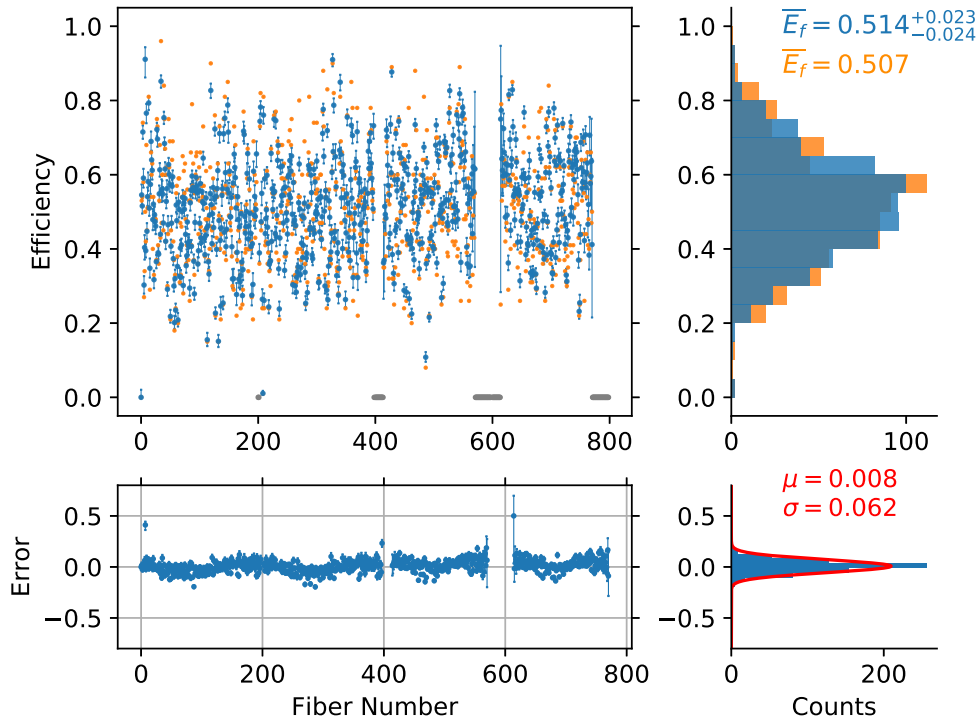 1.0
0.8
0.6
0.4
0.2
0.0
Efficiency
0 200 400 600 800
1.0
0.8
0.6
0.4
0.2
0.0
0 100
$\overline{E_f} = 0.514^{+0.023}_{-0.024}$
$\overline{E_f} = 0.507$
0.5
0.0
−0.5
Error
0 200 400 600 800
Fiber Number
0.5
0.0
−0.5
μ = 0.008
σ = 0.062
0 200
Counts